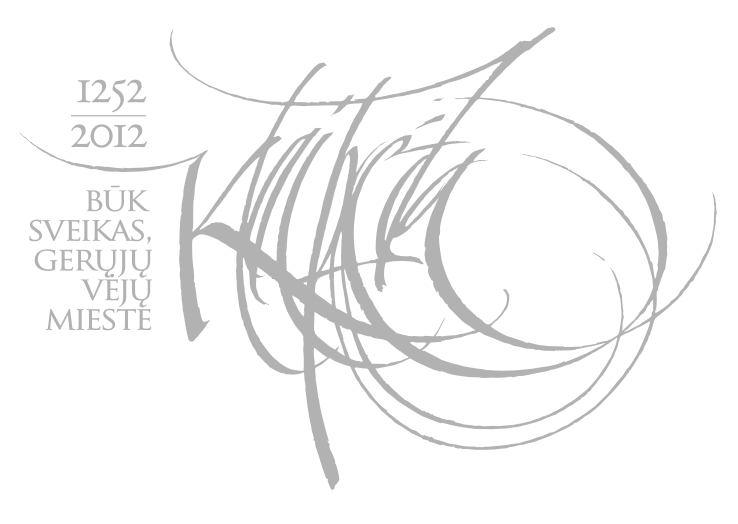 1252
2012
BŪK
SVEIKAS,
GERŲJŲ
VĖJŲ
MIESTE